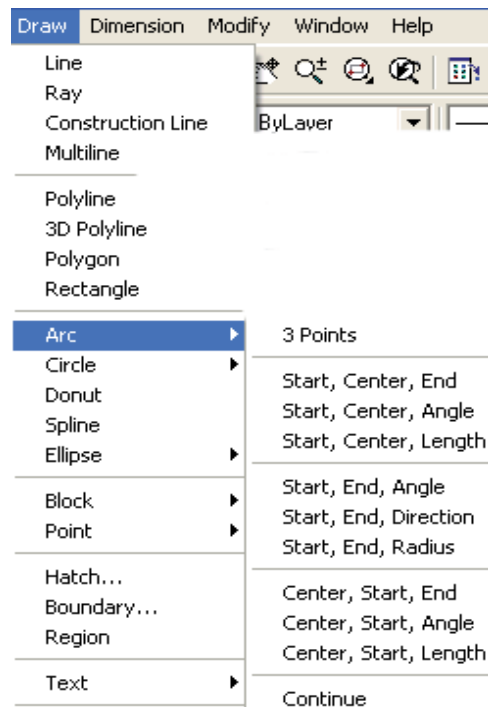 Draw Dimension Modify Window Help
Line
Ray
Construction Line
ByLayer
Multiline
Polyline
3D Polyline
Polygon
Rectangle
Arc
Circle
Donut
Spline
Ellipse
Block
Point
Hatch...
Boundary...
Region
Text
3 Points
Start, Center, End
Start, Center, Angle
Start, Center, Length
Start, End, Angle
Start, End, Direction
Start, End, Radius
Center, Start, End
Center, Start, Angle
Center, Start, Length
Continue